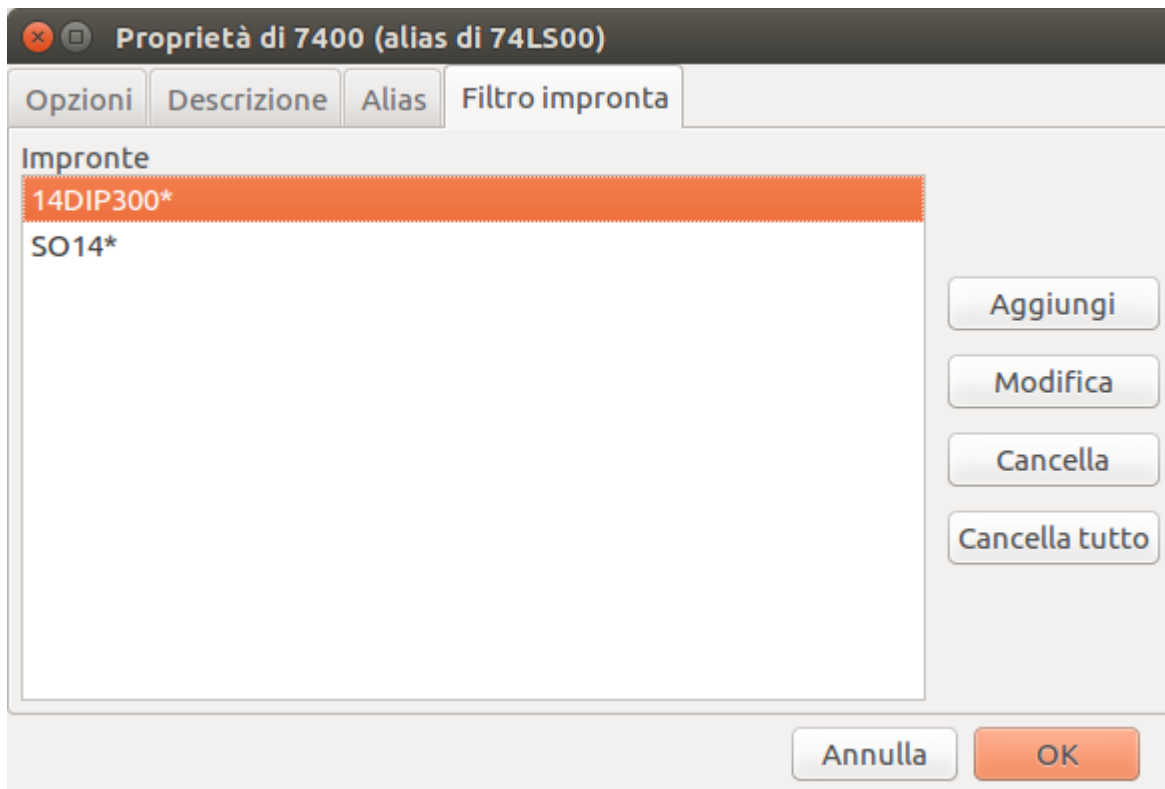 Proprietà di 7400 (alias di 74LS00)
Opzioni Descrizione Alias Filtro impronta
Impronte
14DIP300*
SO14*
Aggiungi
Modifica
Cancella
Cancella tutto
Annulla OK